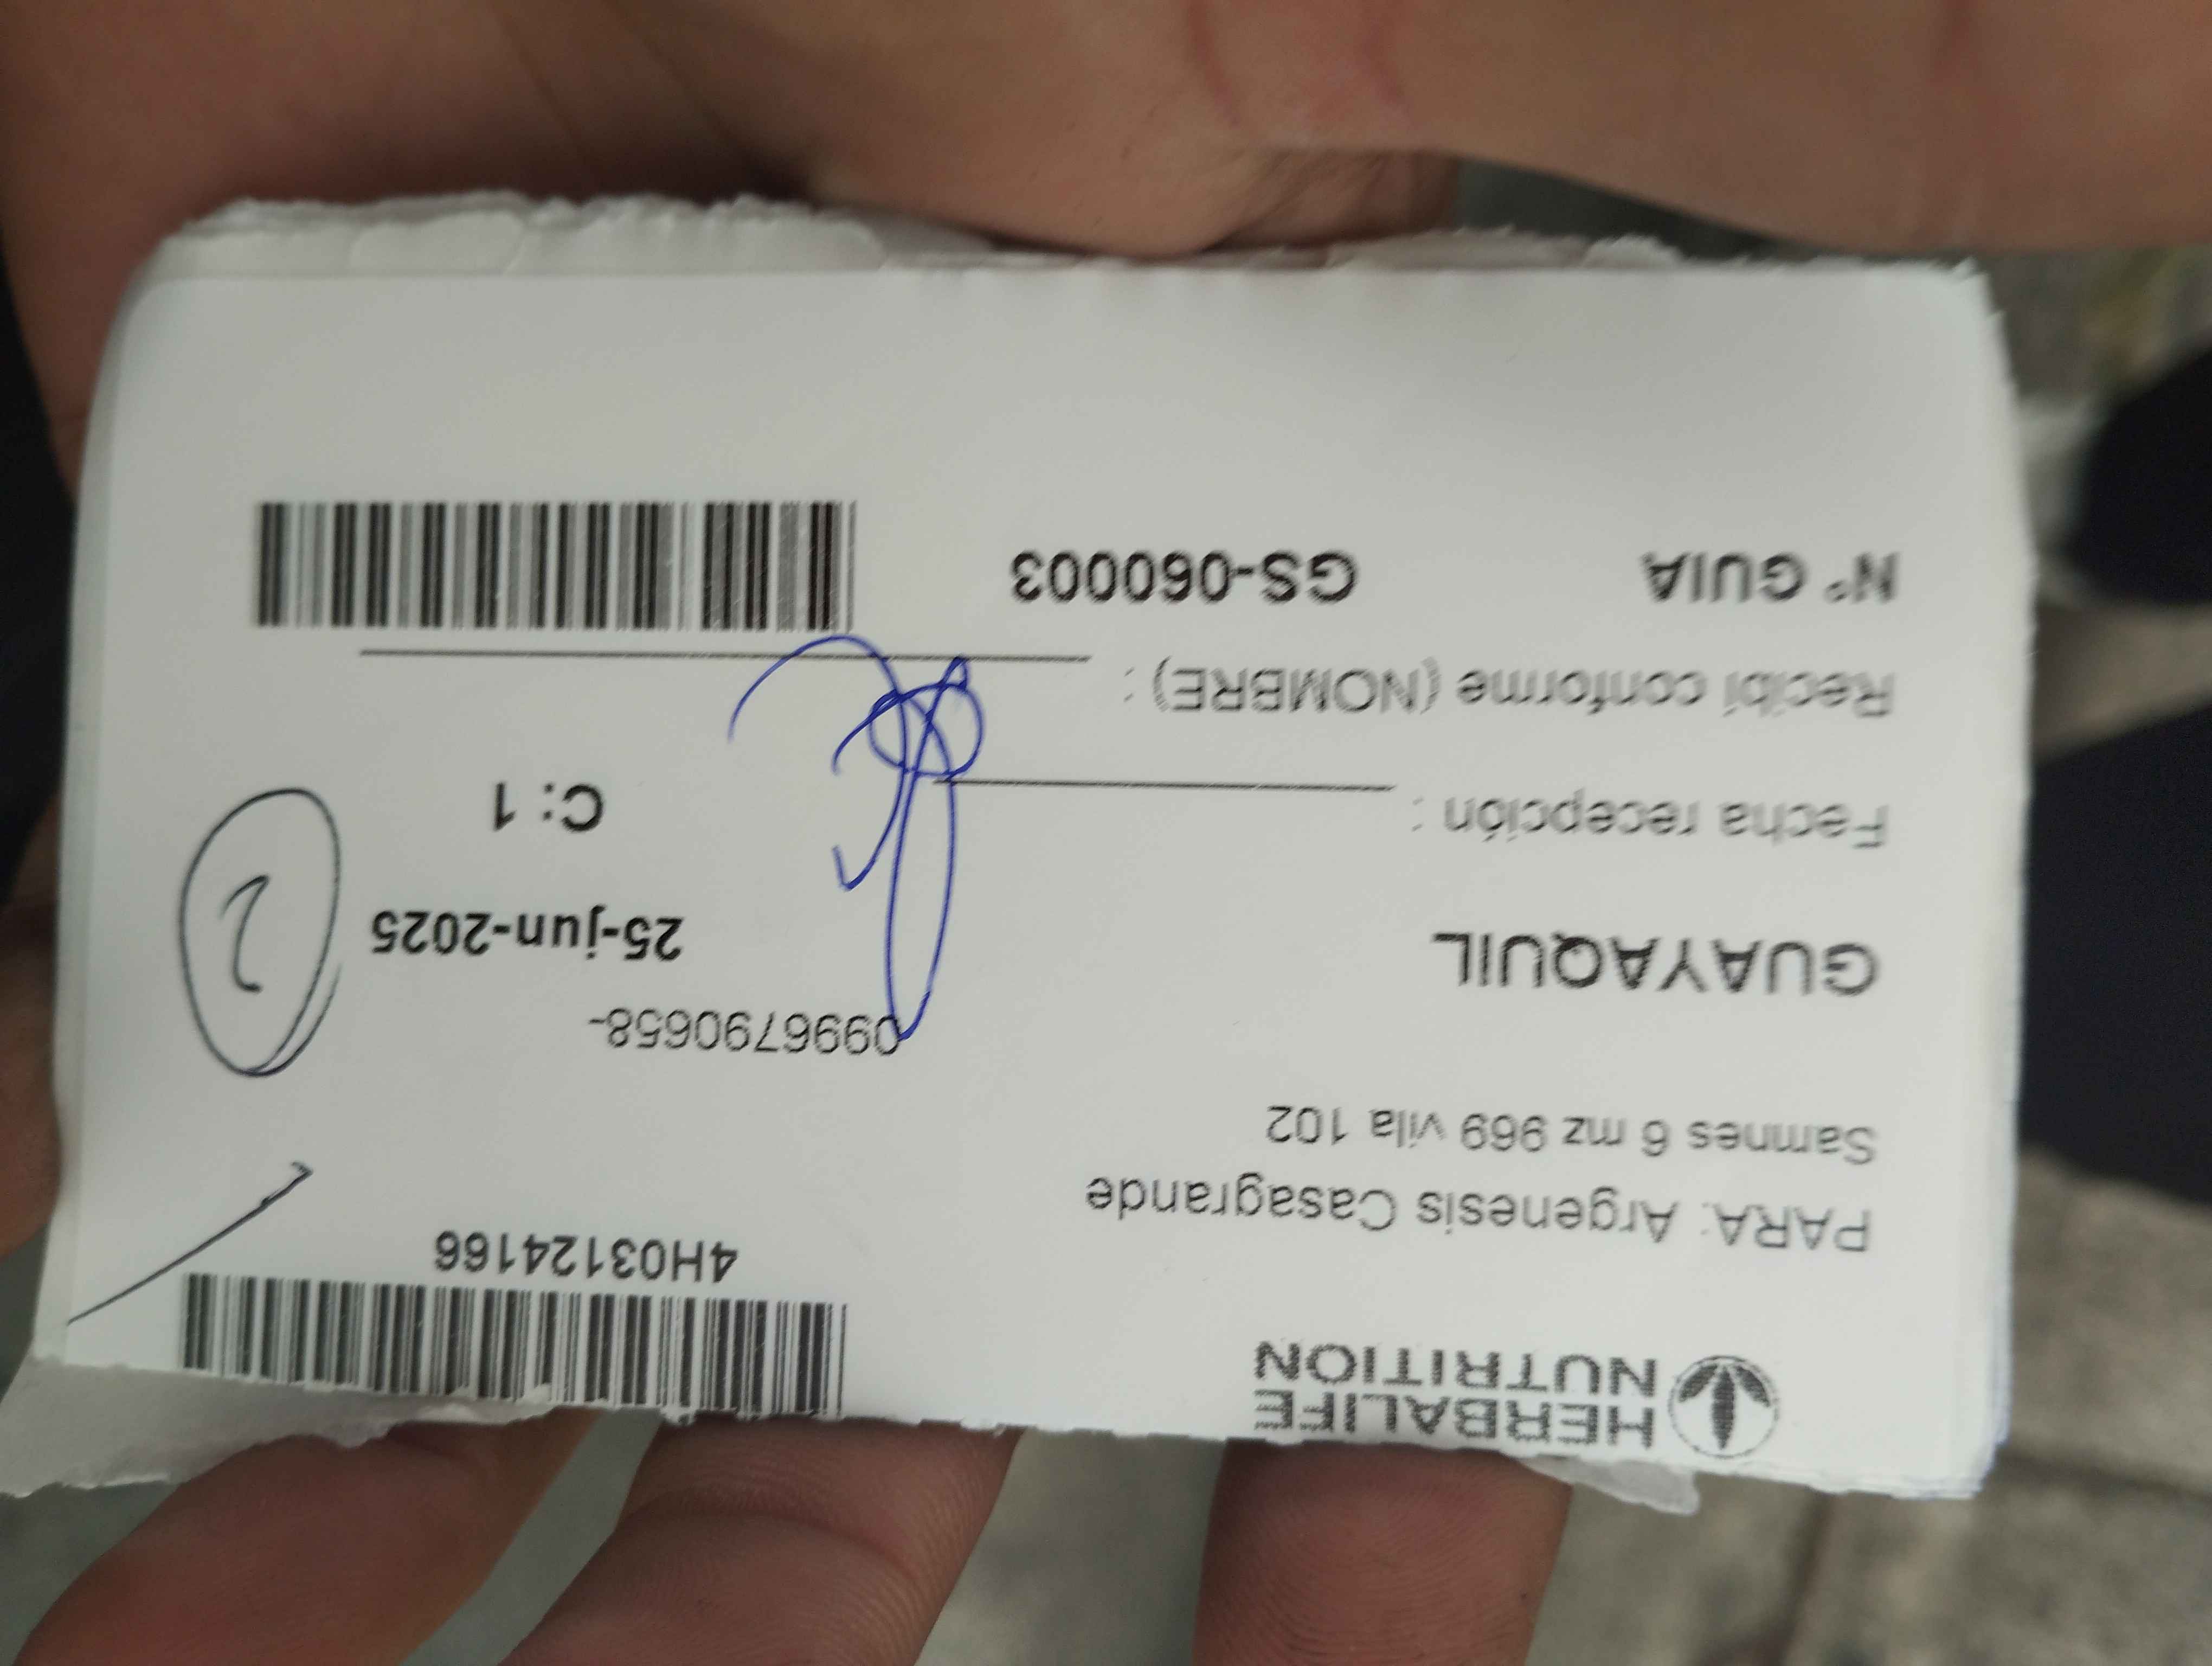 HERBALIFE
NUTRITION
4H03124166
PARA: Argenesis Casagrande
Samnes 6 mz 969 vila 102
0996790658-
GUAYAQUIL
25-jun-2025
2
Fecha recepción :
C: 1
Recibí conforme (NOMBRE) :
N° GUIA
GS-060003